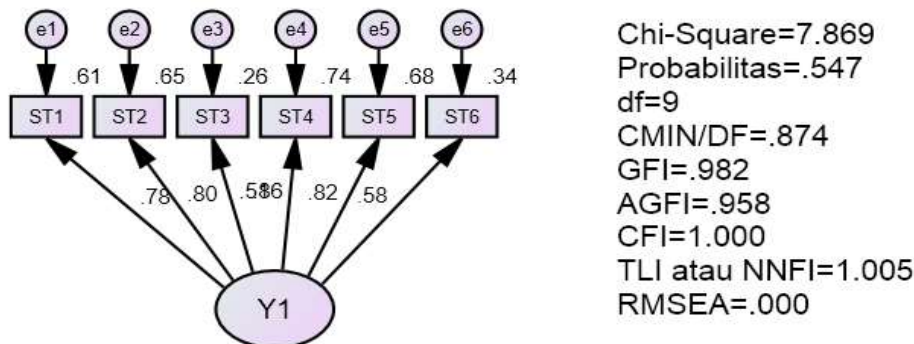 e1 e2 e3 e4 e5 e6
.61 .65 .26 .74 .68 .34
ST1 ST2 ST3 ST4 ST5 ST6
.78 .80 .82 .58
Y1
Chi-Square=7.869
Probabilitas=.547
df=9
CMIN/DF=.874
GFI=.982
AGFI=.958
CFI=1.000
TLI atau NNFI=1.005
RMSEA=.000